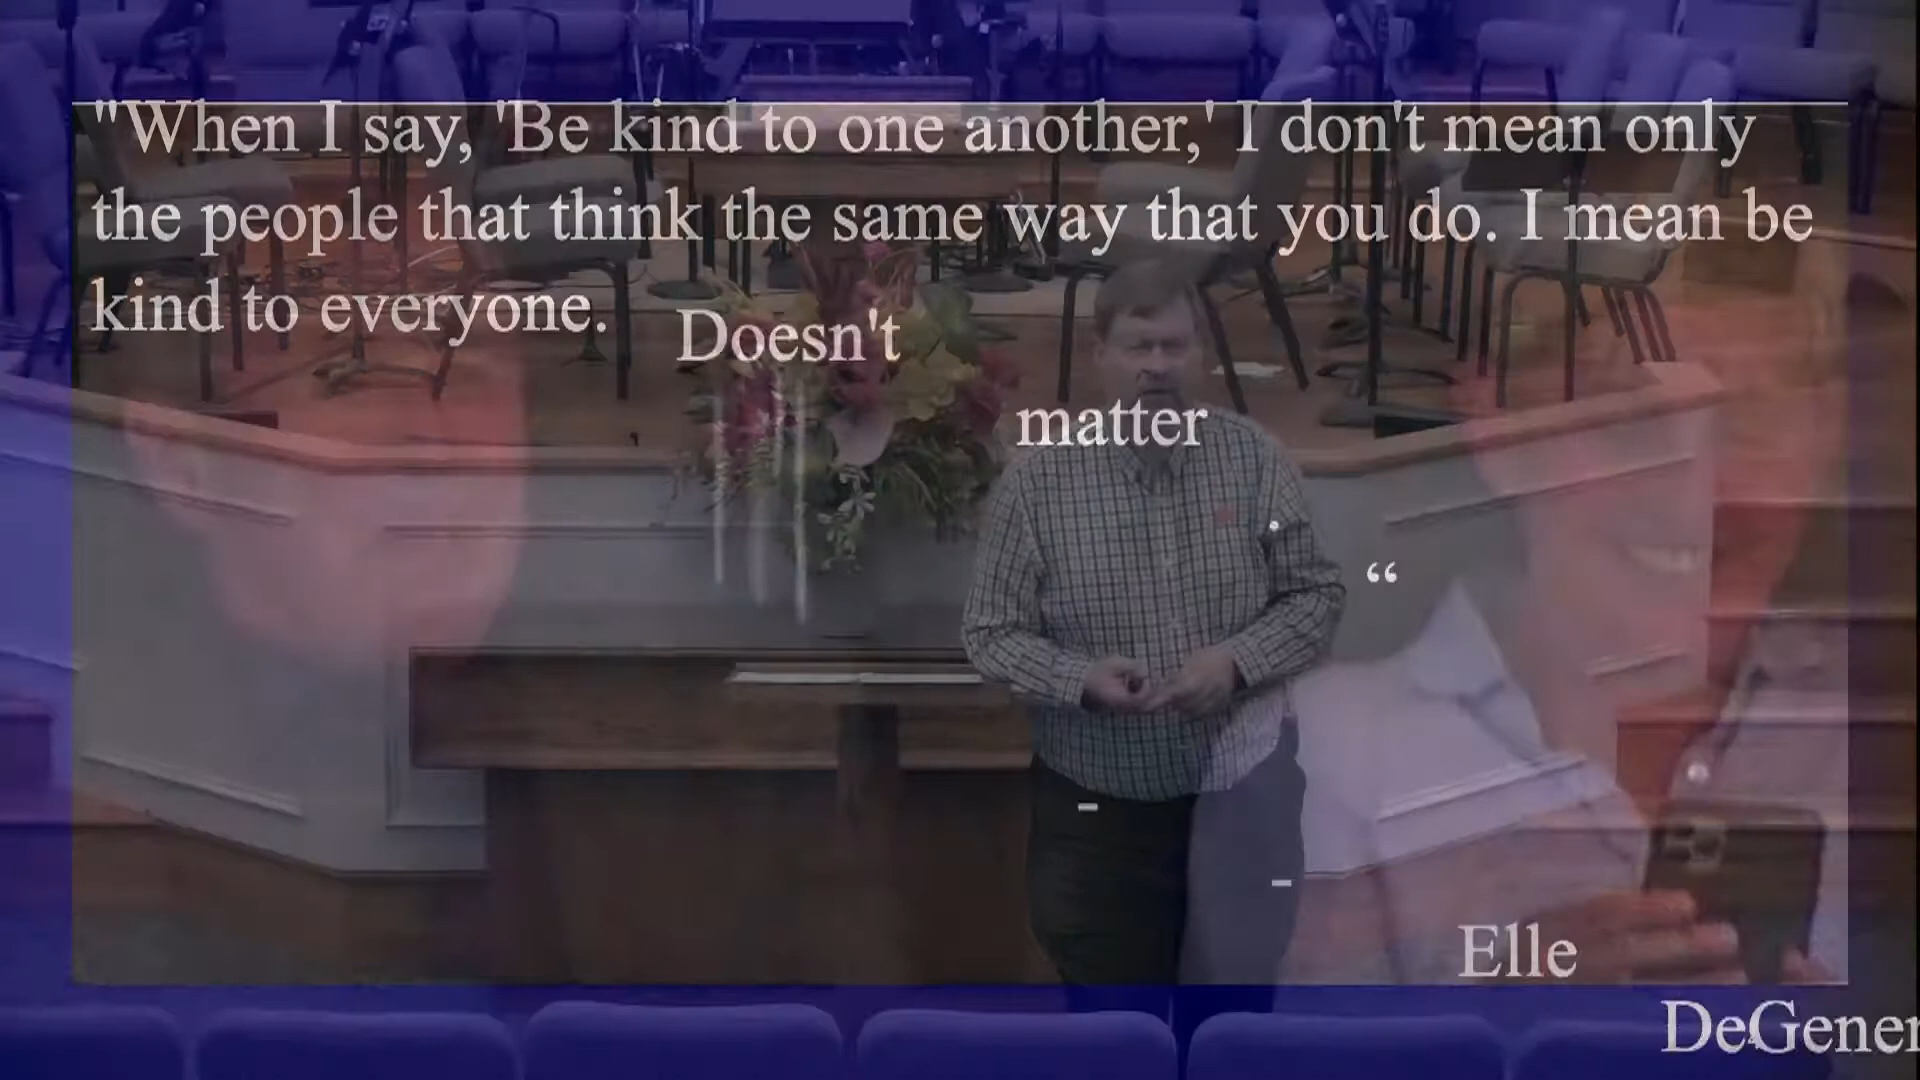 "When I say, 'Be kind to one another,' I don't mean only
the people that think the same way that you do. I mean be
kind to everyone.
Doesn't
matter
.
“
-
-
Elle
DeGener